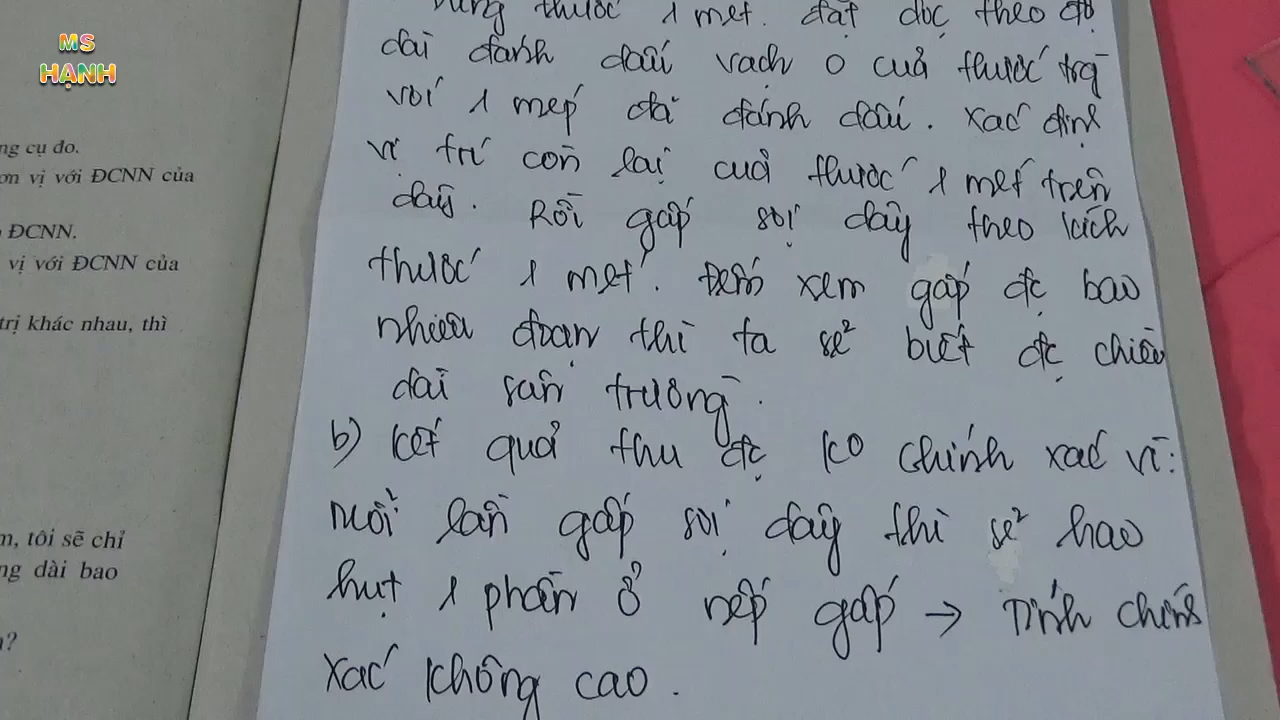 MS
HẠNH
ng cụ đo.
ơn vị với ĐCNN của
ĐCNN.
vị với ĐCNN của
trị khác nhau, thì
m, tôi sẽ chỉ
ng dài bao
?
Dùng thước 1 mét. đặt dọc theo độ
dài đánh dấu vạch 0 của thước trg
với 1 mép đã đánh dấu. Xác định
vị trí còn lại của thước 1 mét trên
dây. Rồi gấp sợi dây theo kích
thước 1 mét. Đếm xem gấp đc bao
nhiêu đoạn thì ta sẽ biết đc chiều
dài sân trường.
b) Kết quả thu đc ko chính xác vì:
mỗi lần gấp sợi dây thì sẽ hao
hụt 1 phần ở nếp gấp → Tính chính
xác không cao.